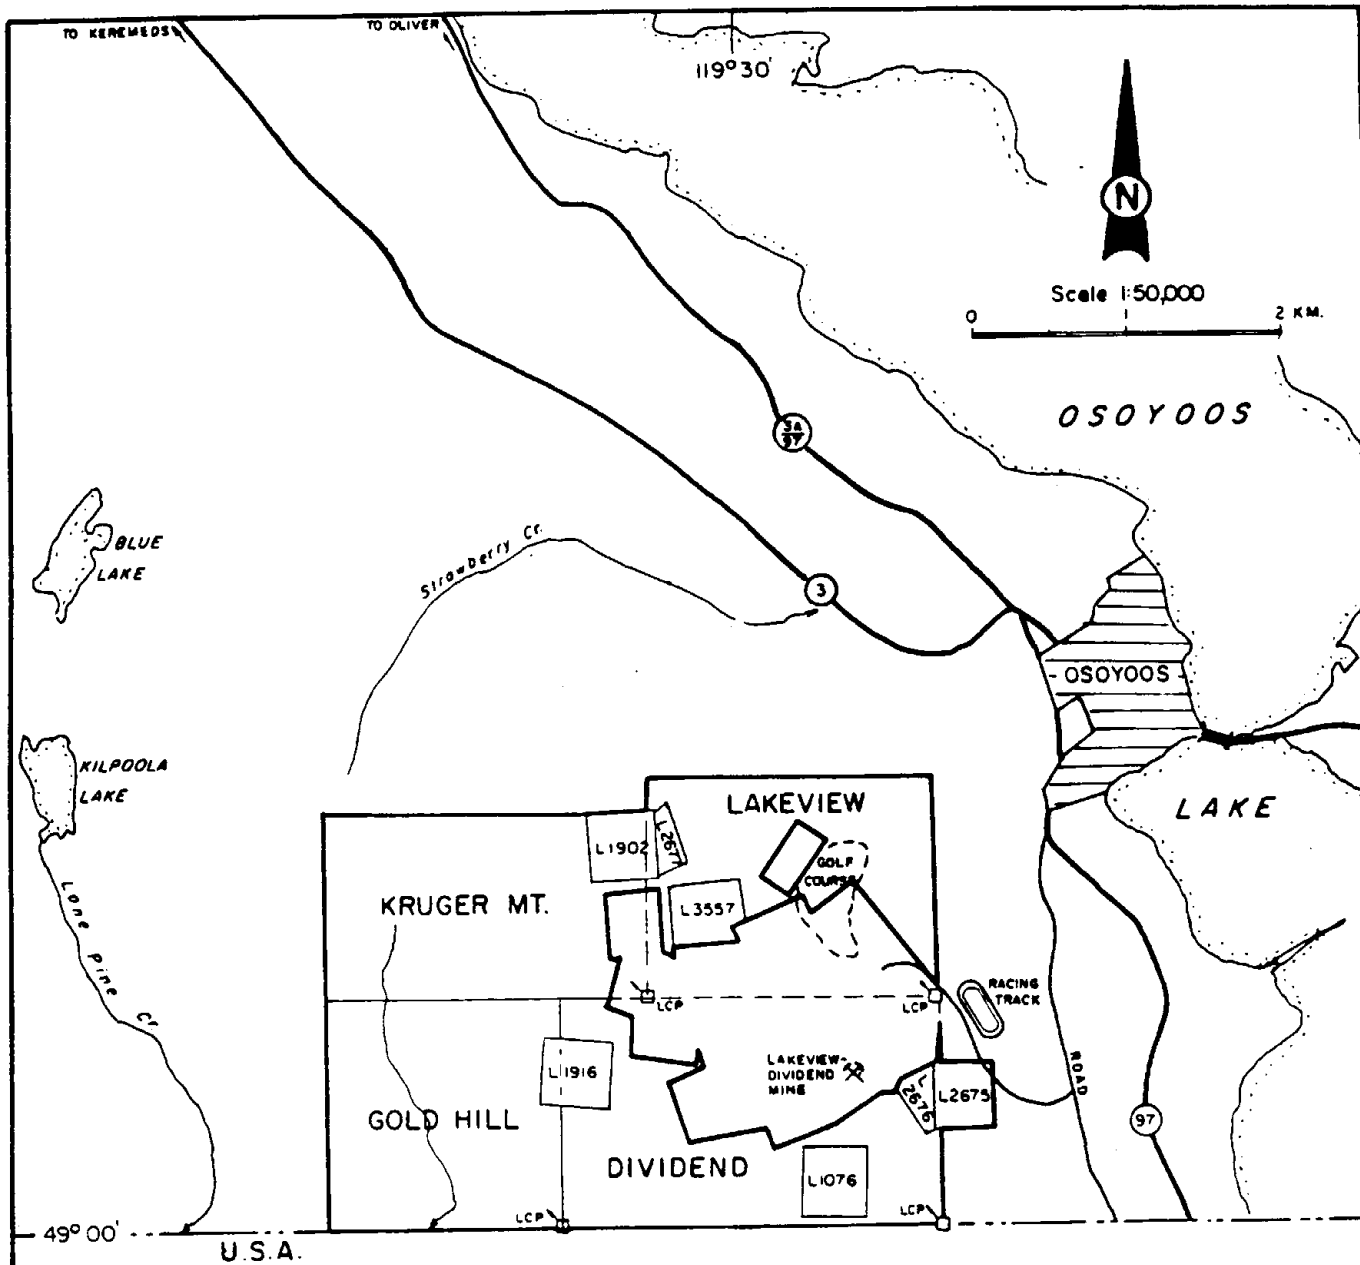 TO KEREMEDS
TO OLIVER
119° 30'
N
Scale 1:50,000
0
2 KM.
OSOYOOS
3A
97
Strawberry Cr.
3
BLUE
LAKE
- OSOYOOS -
KILPOOLA
LAKE
LAKE
LAKEVIEW
L1902
L2677
GOLF
COURSE
KRUGER MT.
L3557
Lone Pine Cr.
LCP
LCP
RACING
TRACK
LAKEVIEW-
DIVIDEND
MINE
L1916
L
2676
L2675
ROAD
97
GOLD HILL
DIVIDEND
L1076
LCP
LCP
49° 00'
U.S.A.